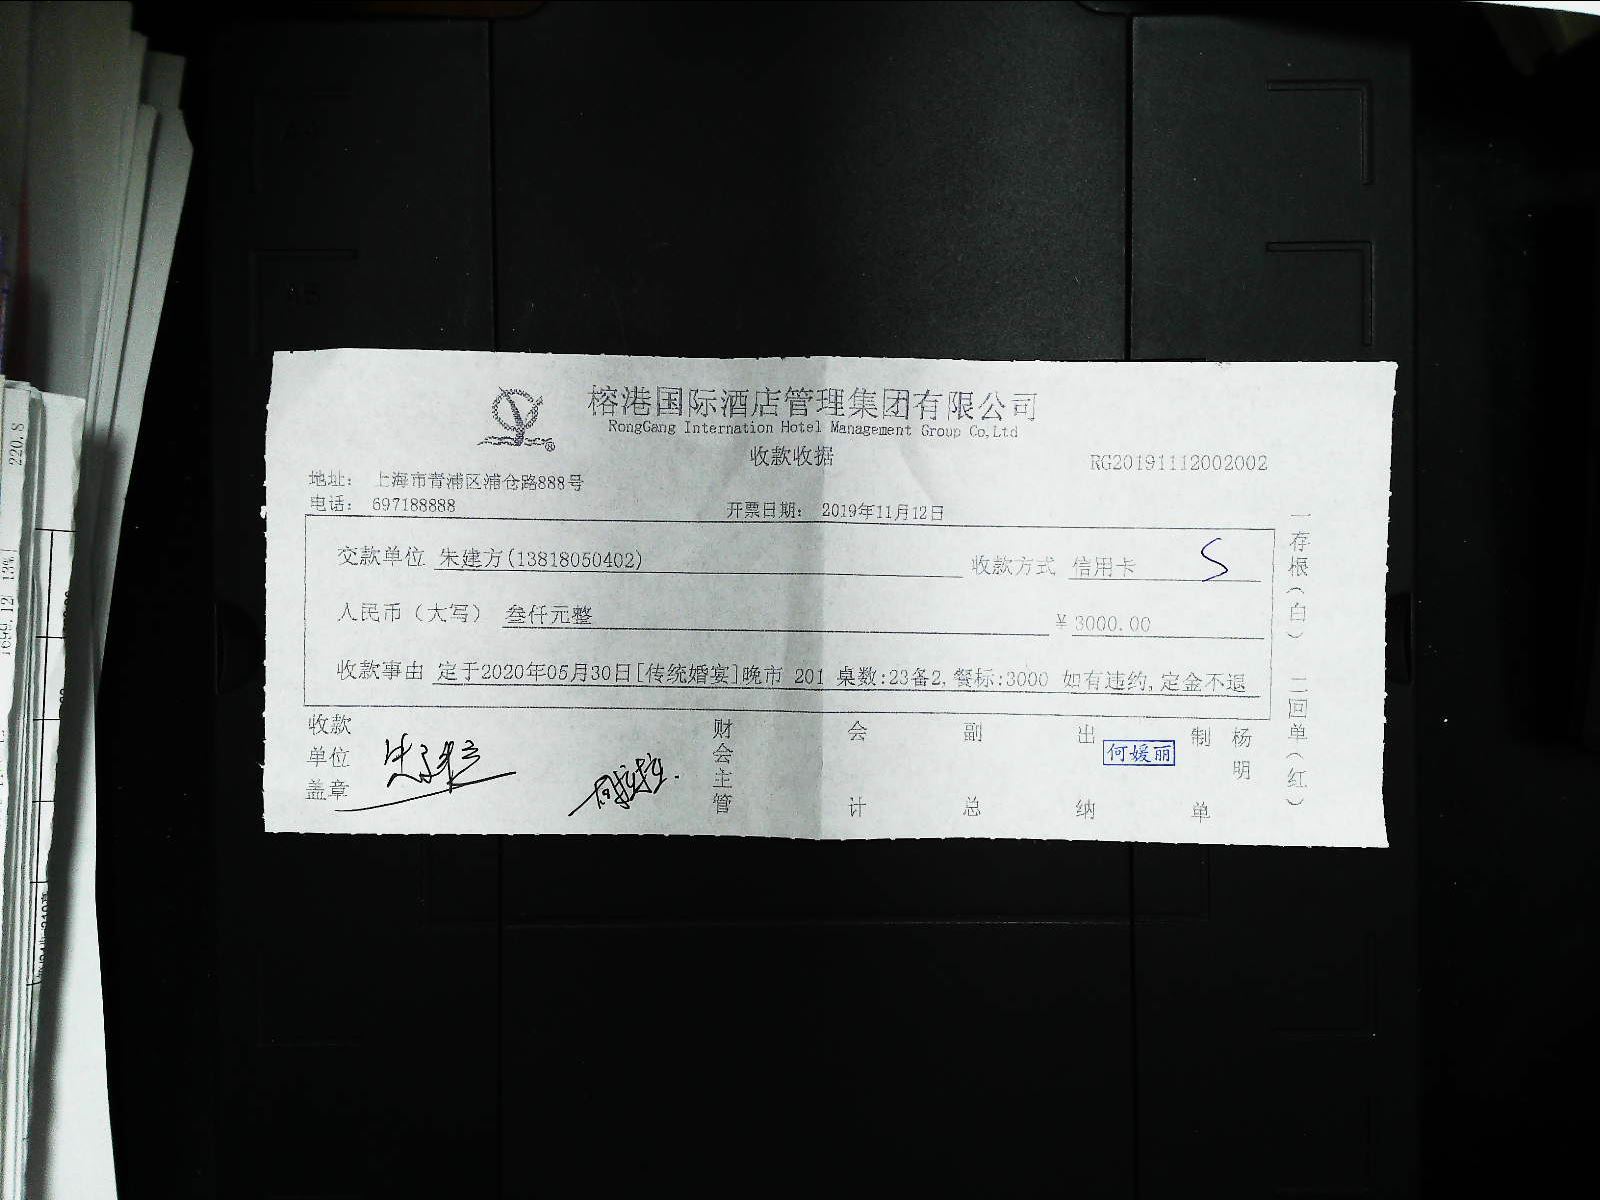 榕港国际酒店管理集团有限公司
RongGang Internation Hotel Management Group Co,Ltd
收款收据
RG20191112002002
地址： 上海市青浦区浦仓路888号
电话： 697188888
开票日期： 2019年11月12日
交款单位 朱建方(13818050402) 收款方式 信用卡
人民币（大写） 叁仟元整 ￥3000.00
收款事由 定于2020年05月30日[传统婚宴]晚市 201 桌数:23备2,餐标:3000 如有违约,定金不退
收款单位盖章
财会主管
会计
副总
出纳
何媛丽
制单
杨明
一存根（白） 二回单（红）
220.8